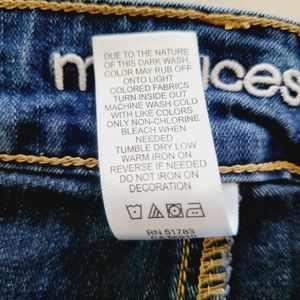 DUE TO THE NATURE
OF THIS DARK WASH,
COLOR MAY RUB OFF
ONTO LIGHT
COLORED FABRICS
TURN INSIDE OUT
MACHINE WASH COLD
WITH LIKE COLORS
ONLY NON-CHLORINE
BLEACH WHEN
NEEDED
TUMBLE DRY LOW
WARM IRON ON
REVERSE IF NEEDED
DO NOT IRON ON
DECORATION
RN 51783